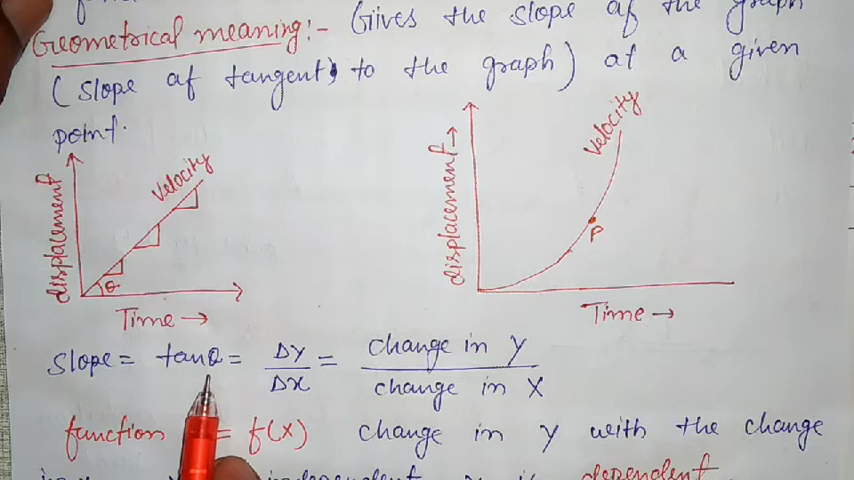 Geometrical meaning:- Gives the slope of the graph
(slope of tangent to the graph) at a given
point.
displacement
Velocity
θ
Time →
displacement →
Velocity
P
Time →
Slope = tanθ = ΔY/Δx = change in y/change in x
function = f(x) change in y with the change
dependent